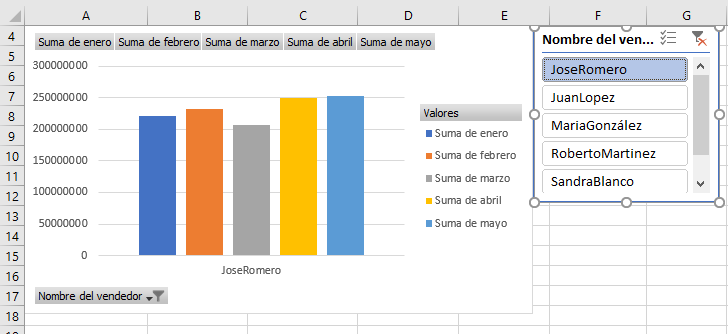 A B C D E F G
4
5
6
7
8
9
10
11
12
13
14
15
16
17
18
19
Suma de enero Suma de febrero Suma de marzo Suma de abril Suma de mayo
300000000
250000000
200000000
150000000
100000000
50000000
0
JoseRomero
Nombre del vendedor
Valores
Suma de enero
Suma de febrero
Suma de marzo
Suma de abril
Suma de mayo
Nombre del ven...
JoseRomero
JuanLopez
MariaGonzález
RobertoMartinez
SandraBlanco